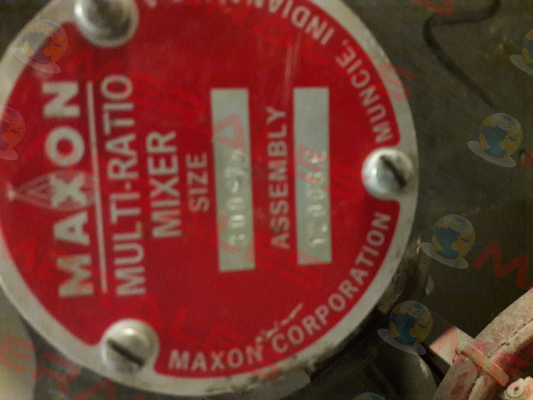 MAXON
MULTI-RATIO
MIXER
SIZE
ASSEMBLY
MAXON CORPORATION
MUNCIE, INDIANA